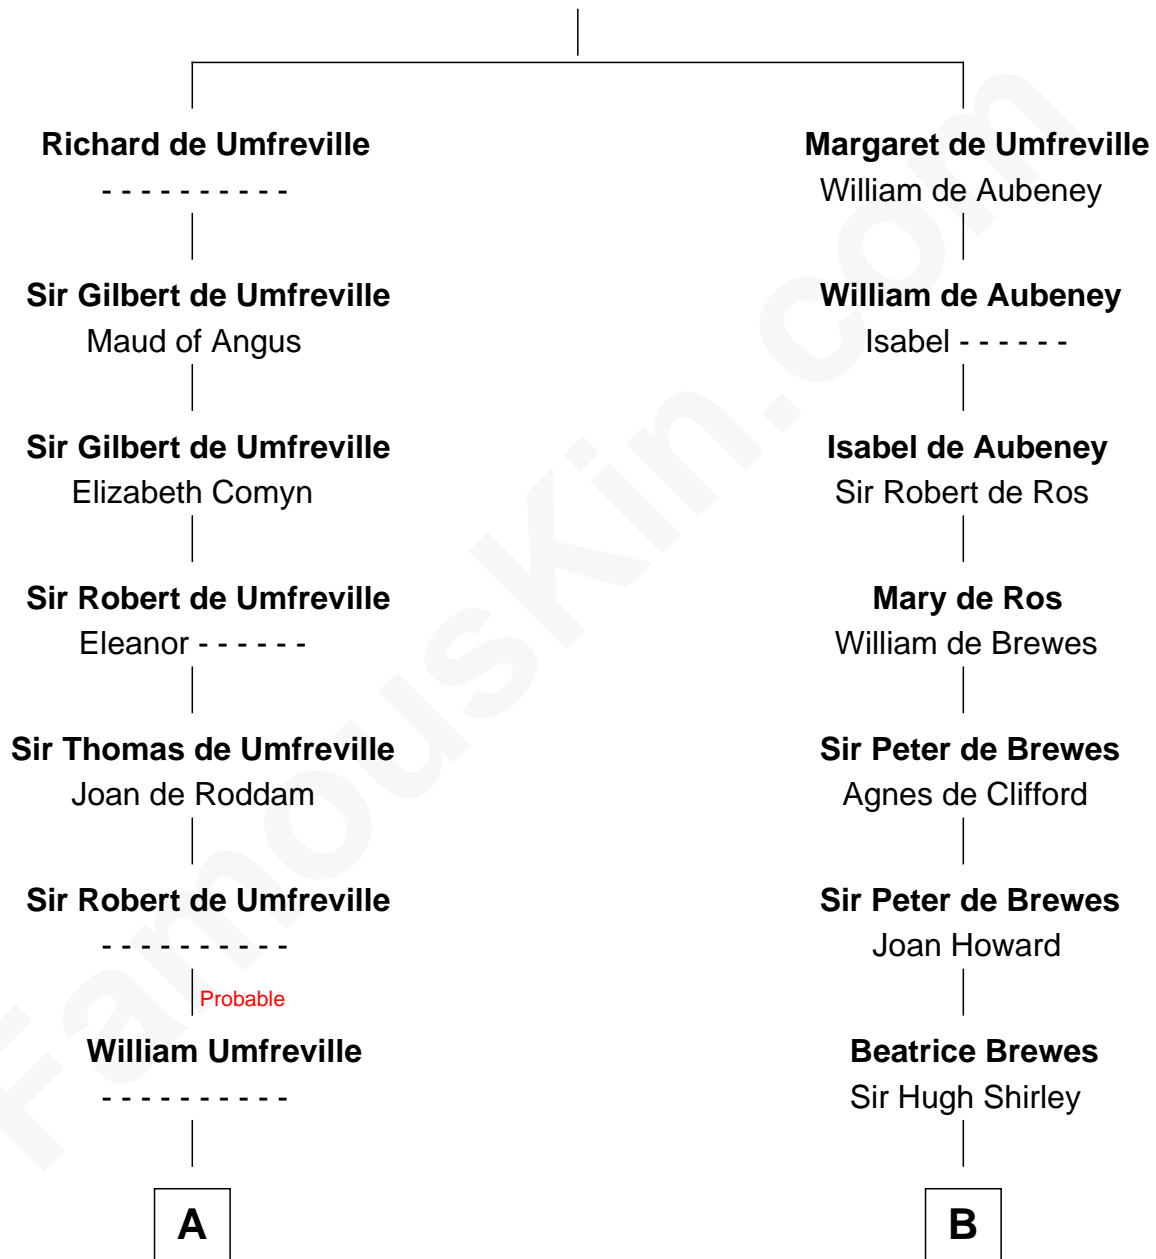 Richard de Umfreville
- - - - - - - - - -
Sir Gilbert de Umfreville
Maud of Angus
Sir Gilbert de Umfreville
Elizabeth Comyn
Sir Robert de Umfreville
Eleanor - - - - - -
Sir Thomas de Umfreville
Joan de Roddam
Sir Robert de Umfreville
- - - - - - - - - -
Probable
William Umfreville
- - - - - - - - - -
A
Margaret de Umfreville
William de Aubeney
William de Aubeney
Isabel - - - - - -
Isabel de Aubeney
Sir Robert de Ros
Mary de Ros
William de Brewes
Sir Peter de Brewes
Agnes de Clifford
Sir Peter de Brewes
Joan Howard
Beatrice Brewes
Sir Hugh Shirley
B
FamousKin.com